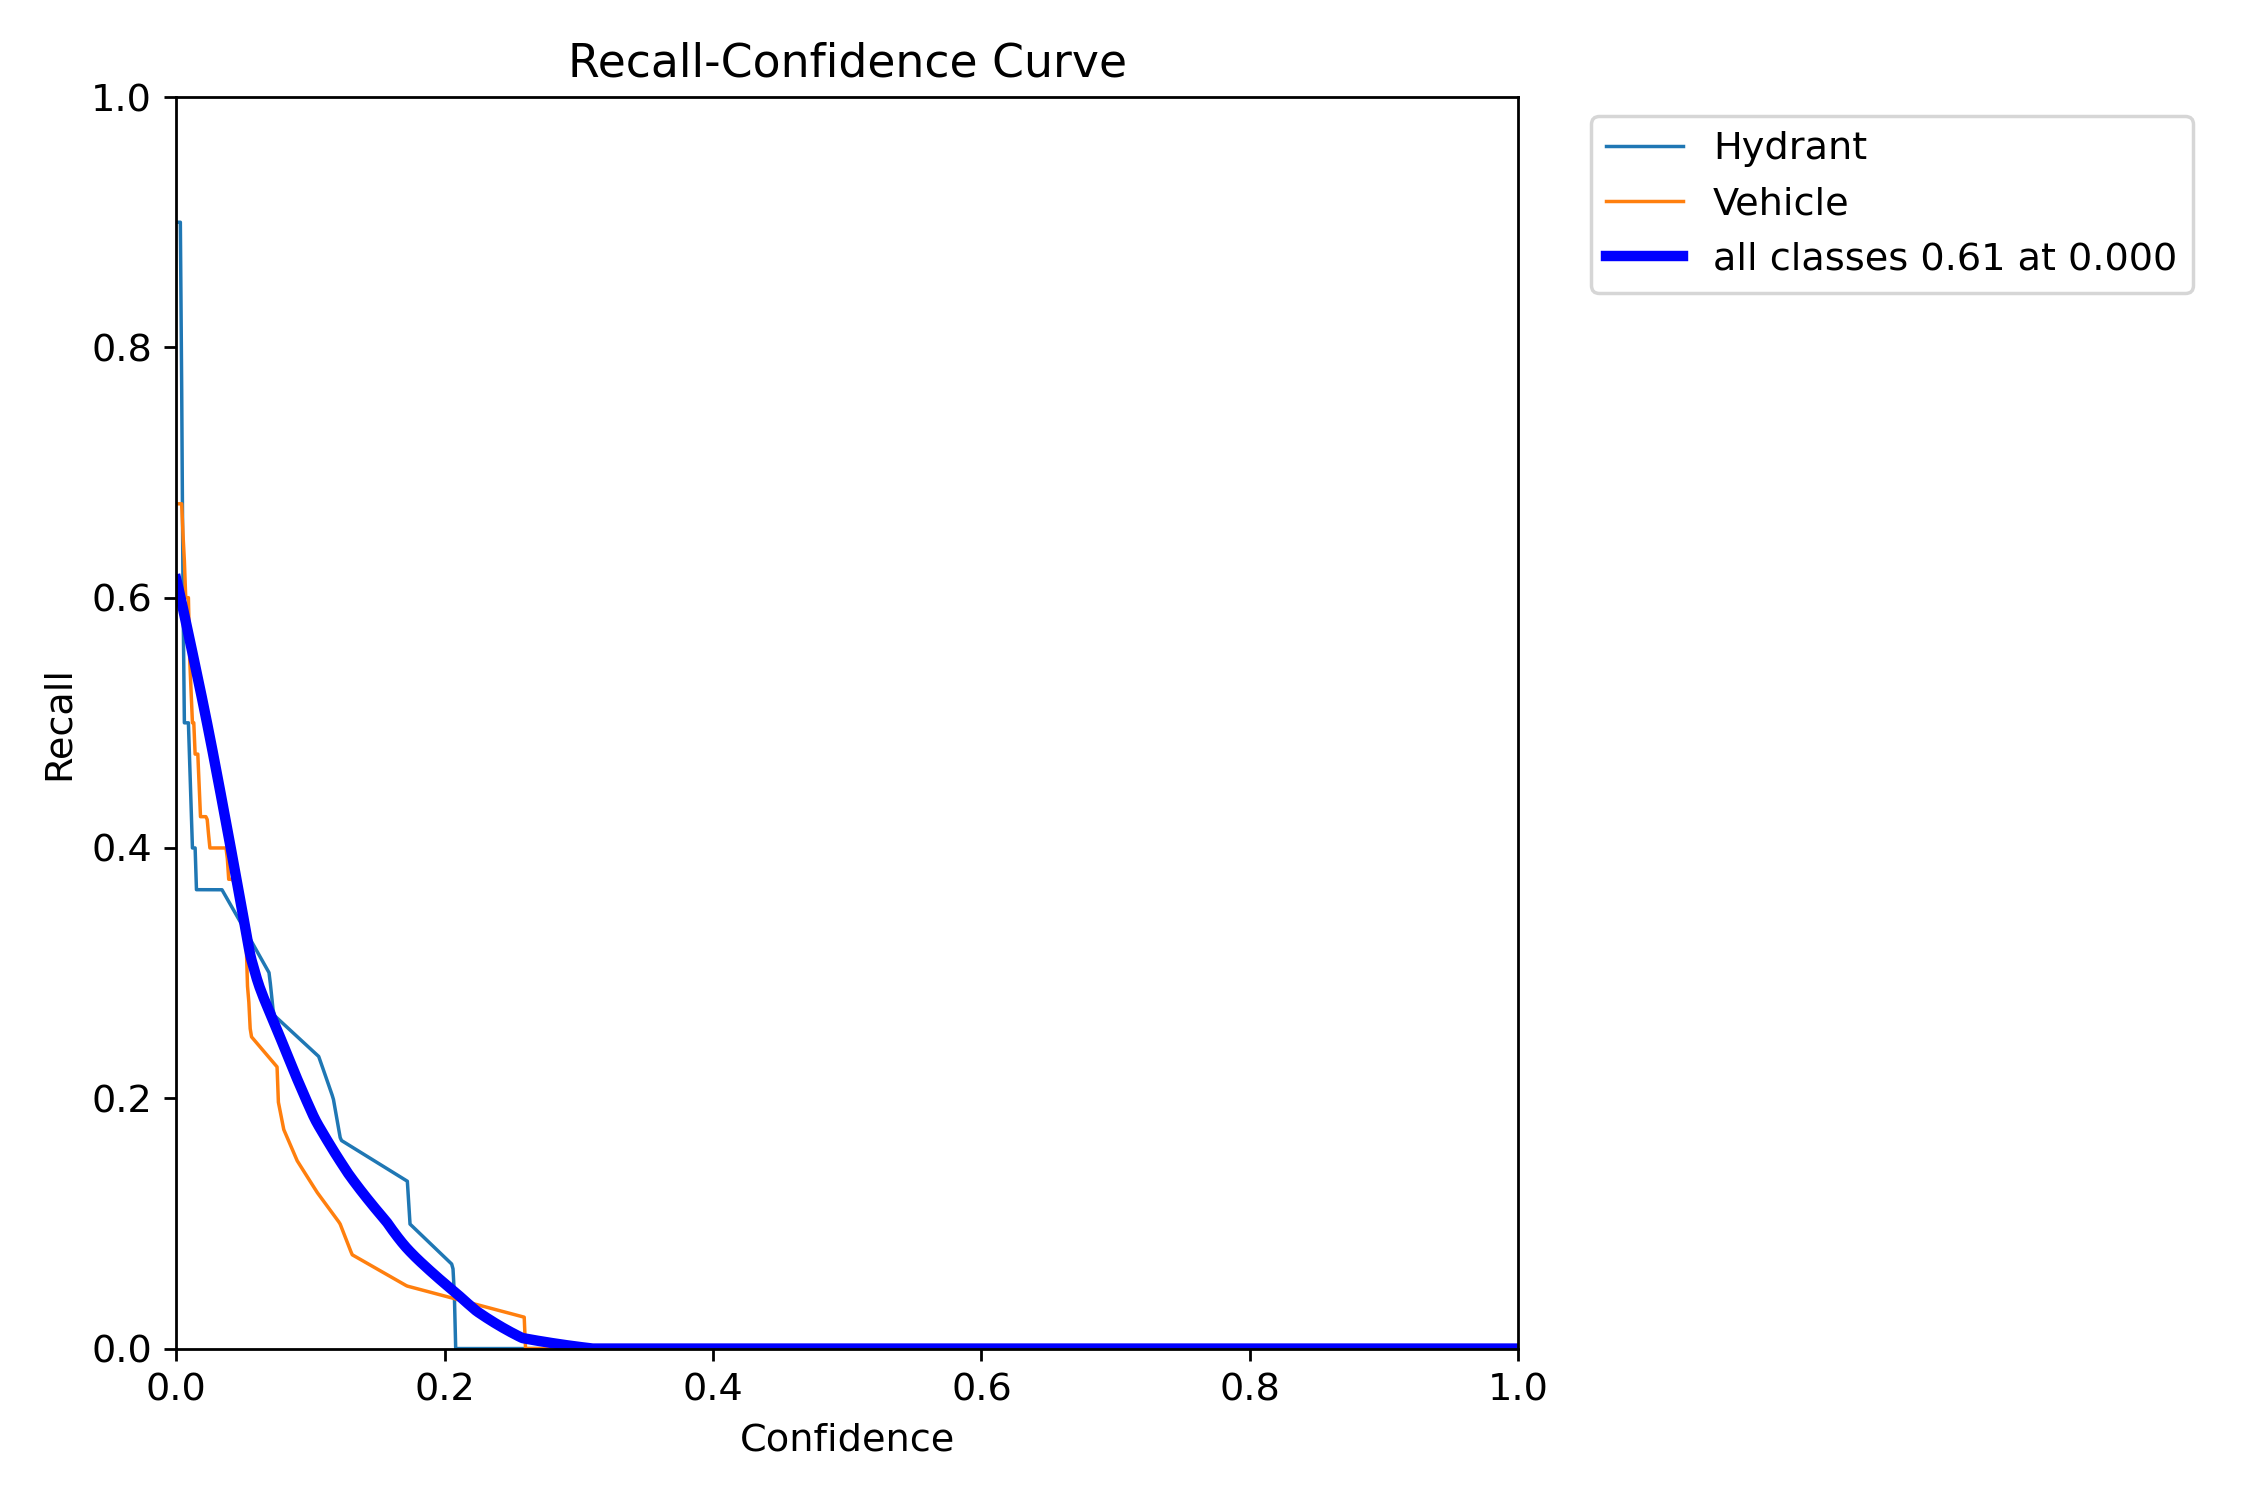 Recall-Confidence Curve
1.0
0.8
0.6
0.4
0.2
0.0
Recall
0.0 0.2 0.4 0.6 0.8 1.0
Confidence
Hydrant
Vehicle
all classes 0.61 at 0.000